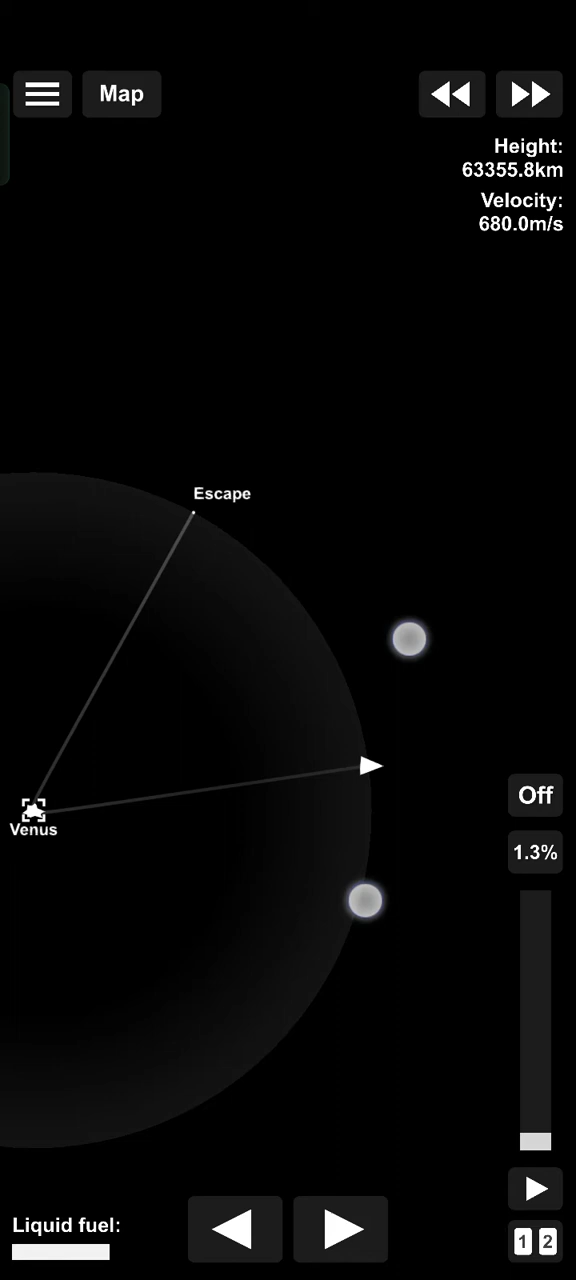 Map
Height:
63355.8km
Velocity:
680.0m/s
Escape
Venus
Off
1.3%
Liquid fuel:
1 2